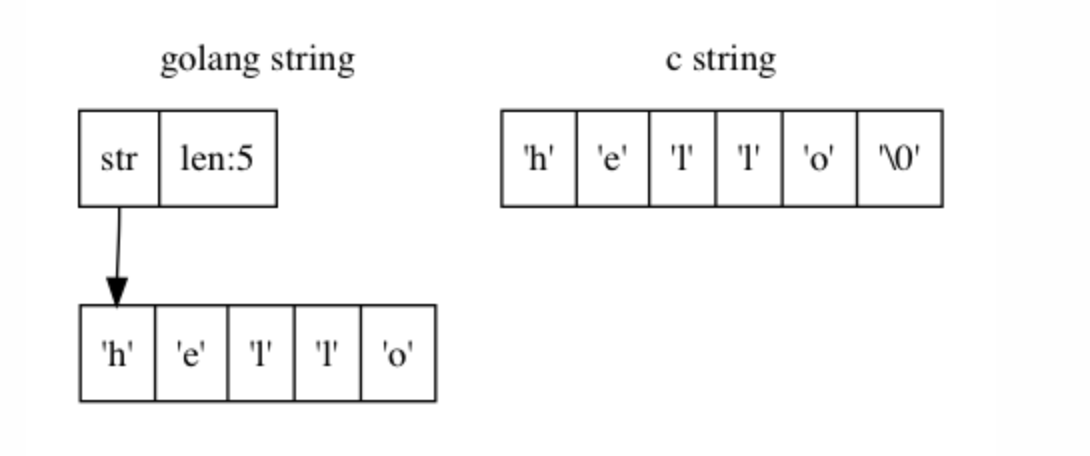 golang string
c string
str len:5
'h' 'e' 'l' 'l' 'o' '\0'
'h' 'e' 'l' 'l' 'o'